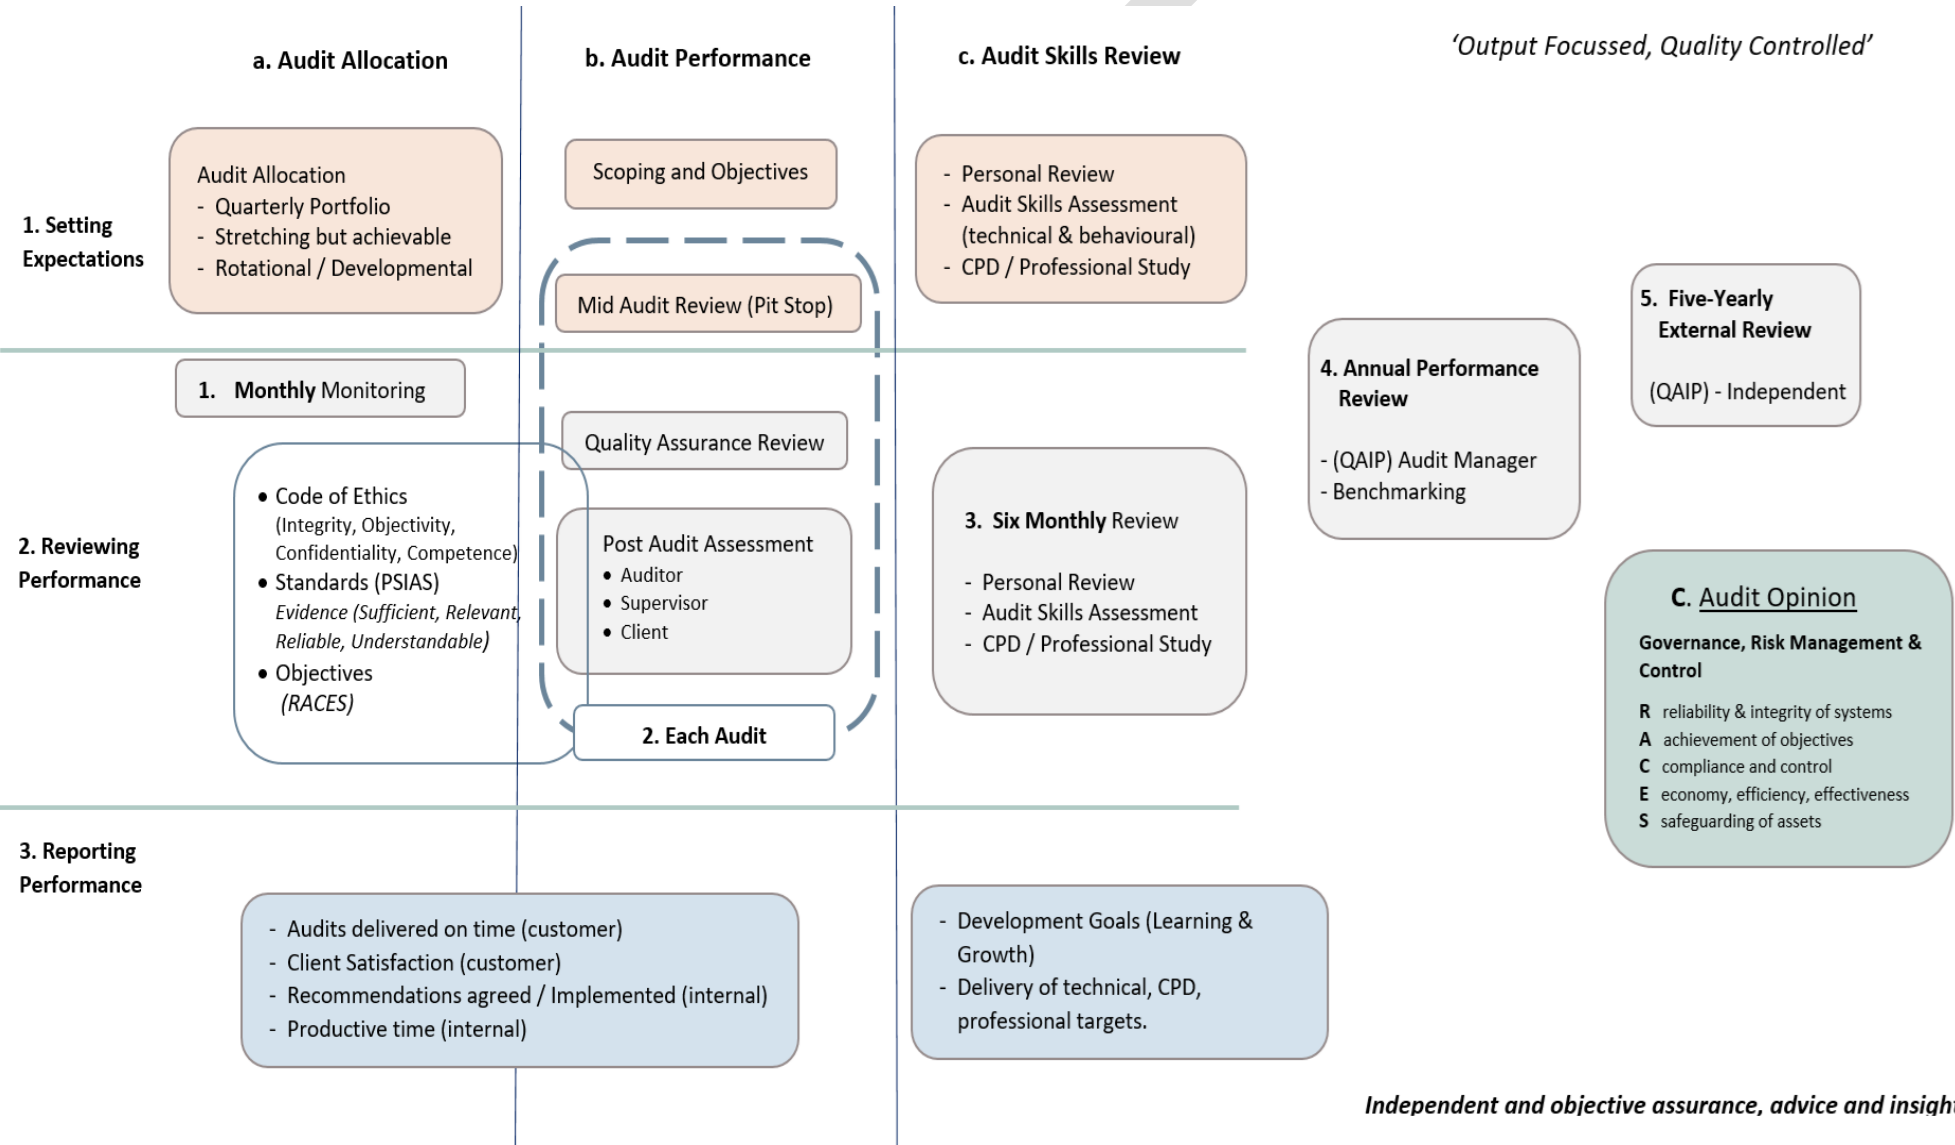 a. Audit Allocation
b. Audit Performance
c. Audit Skills Review
‘Output Focussed, Quality Controlled’
1. Setting
Expectations
Audit Allocation
- Quarterly Portfolio
- Stretching but achievable
- Rotational / Developmental
Scoping and Objectives
Mid Audit Review (Pit Stop)
- Personal Review
- Audit Skills Assessment
(technical & behavioural)
- CPD / Professional Study
2. Reviewing
Performance
1. Monthly Monitoring
• Code of Ethics
(Integrity, Objectivity,
Confidentiality, Competence)
• Standards (PSIAS)
Evidence (Sufficient, Relevant,
Reliable, Understandable)
• Objectives
(RACES)
Quality Assurance Review
Post Audit Assessment
• Auditor
• Supervisor
• Client
2. Each Audit
3. Six Monthly Review
- Personal Review
- Audit Skills Assessment
- CPD / Professional Study
4. Annual Performance
Review
- (QAIP) Audit Manager
- Benchmarking
5. Five-Yearly
External Review
(QAIP) - Independent
C. Audit Opinion
Governance, Risk Management &
Control
R reliability & integrity of systems
A achievement of objectives
C compliance and control
E economy, efficiency, effectiveness
S safeguarding of assets
3. Reporting
Performance
- Audits delivered on time (customer)
- Client Satisfaction (customer)
- Recommendations agreed / Implemented (internal)
- Productive time (internal)
- Development Goals (Learning &
Growth)
- Delivery of technical, CPD,
professional targets.
Independent and objective assurance, advice and insight